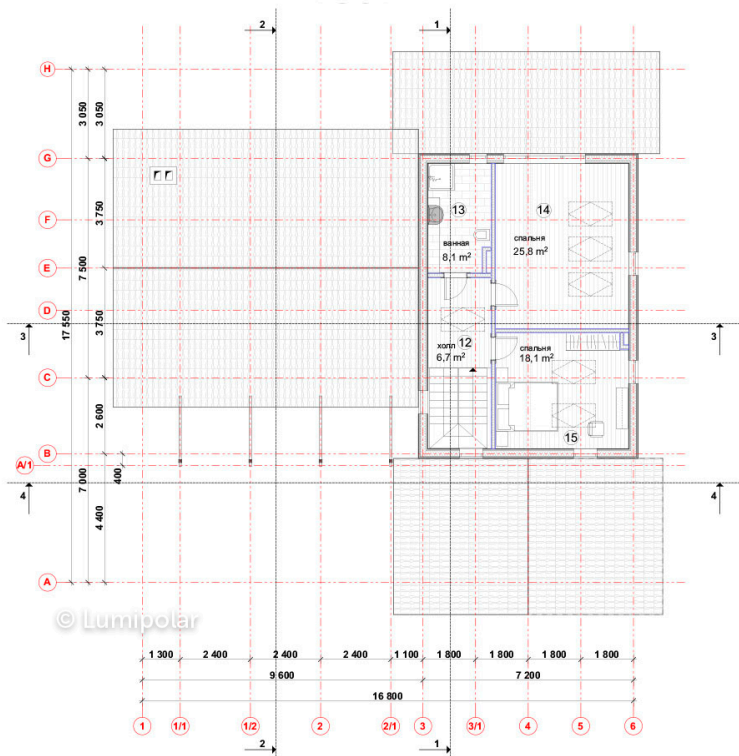 2
1
H
3 050
3 050
G
13
14
3 750
F
ванная
8,1 m²
спальня
25,8 m²
7 500
E
D
17 550
3 750
3
3
холл
12
6,7 m²
спальня
18,1 m²
C
2 600
15
B
A/1
400
7 000
4
4
4 400
A
© Lumipolar
1 300
2 400
2 400
2 400
1 100
1 800
1 800
1 800
1 800
9 600
7 200
16 800
1
1/1
1/2
2
2/1
3
3/1
4
5
6
2
1